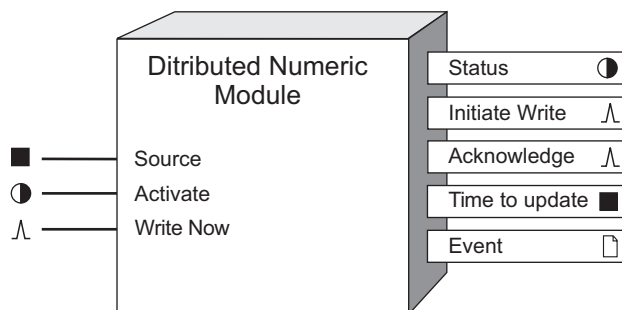 Ditributed Numeric
Module
Source
Activate
Write Now
Status
Initiate Write
Acknowledge
Time to update
Event